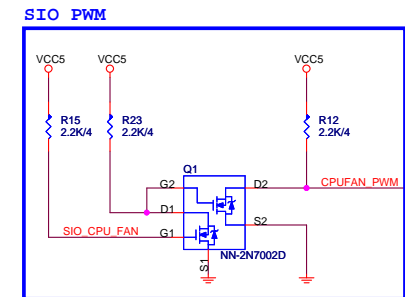 SIO PWM
VCC5 VCC5 VCC5
R15 R23 R12
2.2K/4 2.2K/4 2.2K/4
Q1
G2 D2 CPUFAN_PWM
D1
S2
SIO_CPU_FAN G1
S1 NN-2N7002D